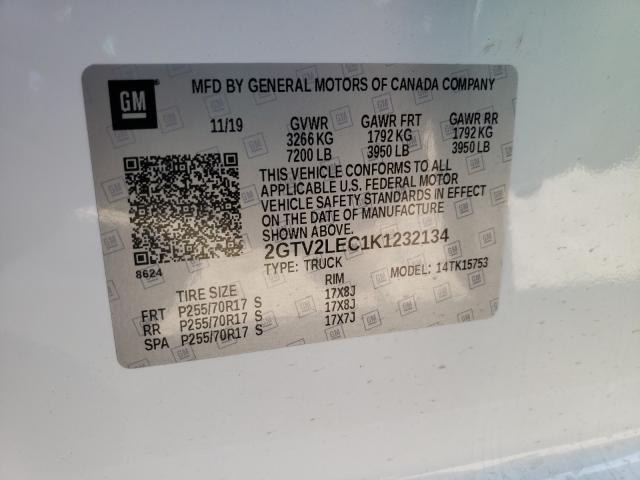 GM
MFD BY GENERAL MOTORS OF CANADA COMPANY
11/19 GVWR GAWR FRT GAWR RR
3266 KG 1792 KG 1792 KG
7200 LB 3950 LB 3950 LB
THIS VEHICLE CONFORMS TO ALL
APPLICABLE U.S. FEDERAL MOTOR
VEHICLE SAFETY STANDARDS IN EFFECT
ON THE DATE OF MANUFACTURE
SHOWN ABOVE.
2GTV2LEC1K1232134
8624
TYPE: TRUCK MODEL: 14TK15753
TIRE SIZE RIM
FRT P255/70R17 S 17X8J
RR P255/70R17 S 17X8J
SPA P255/70R17 S 17X7J